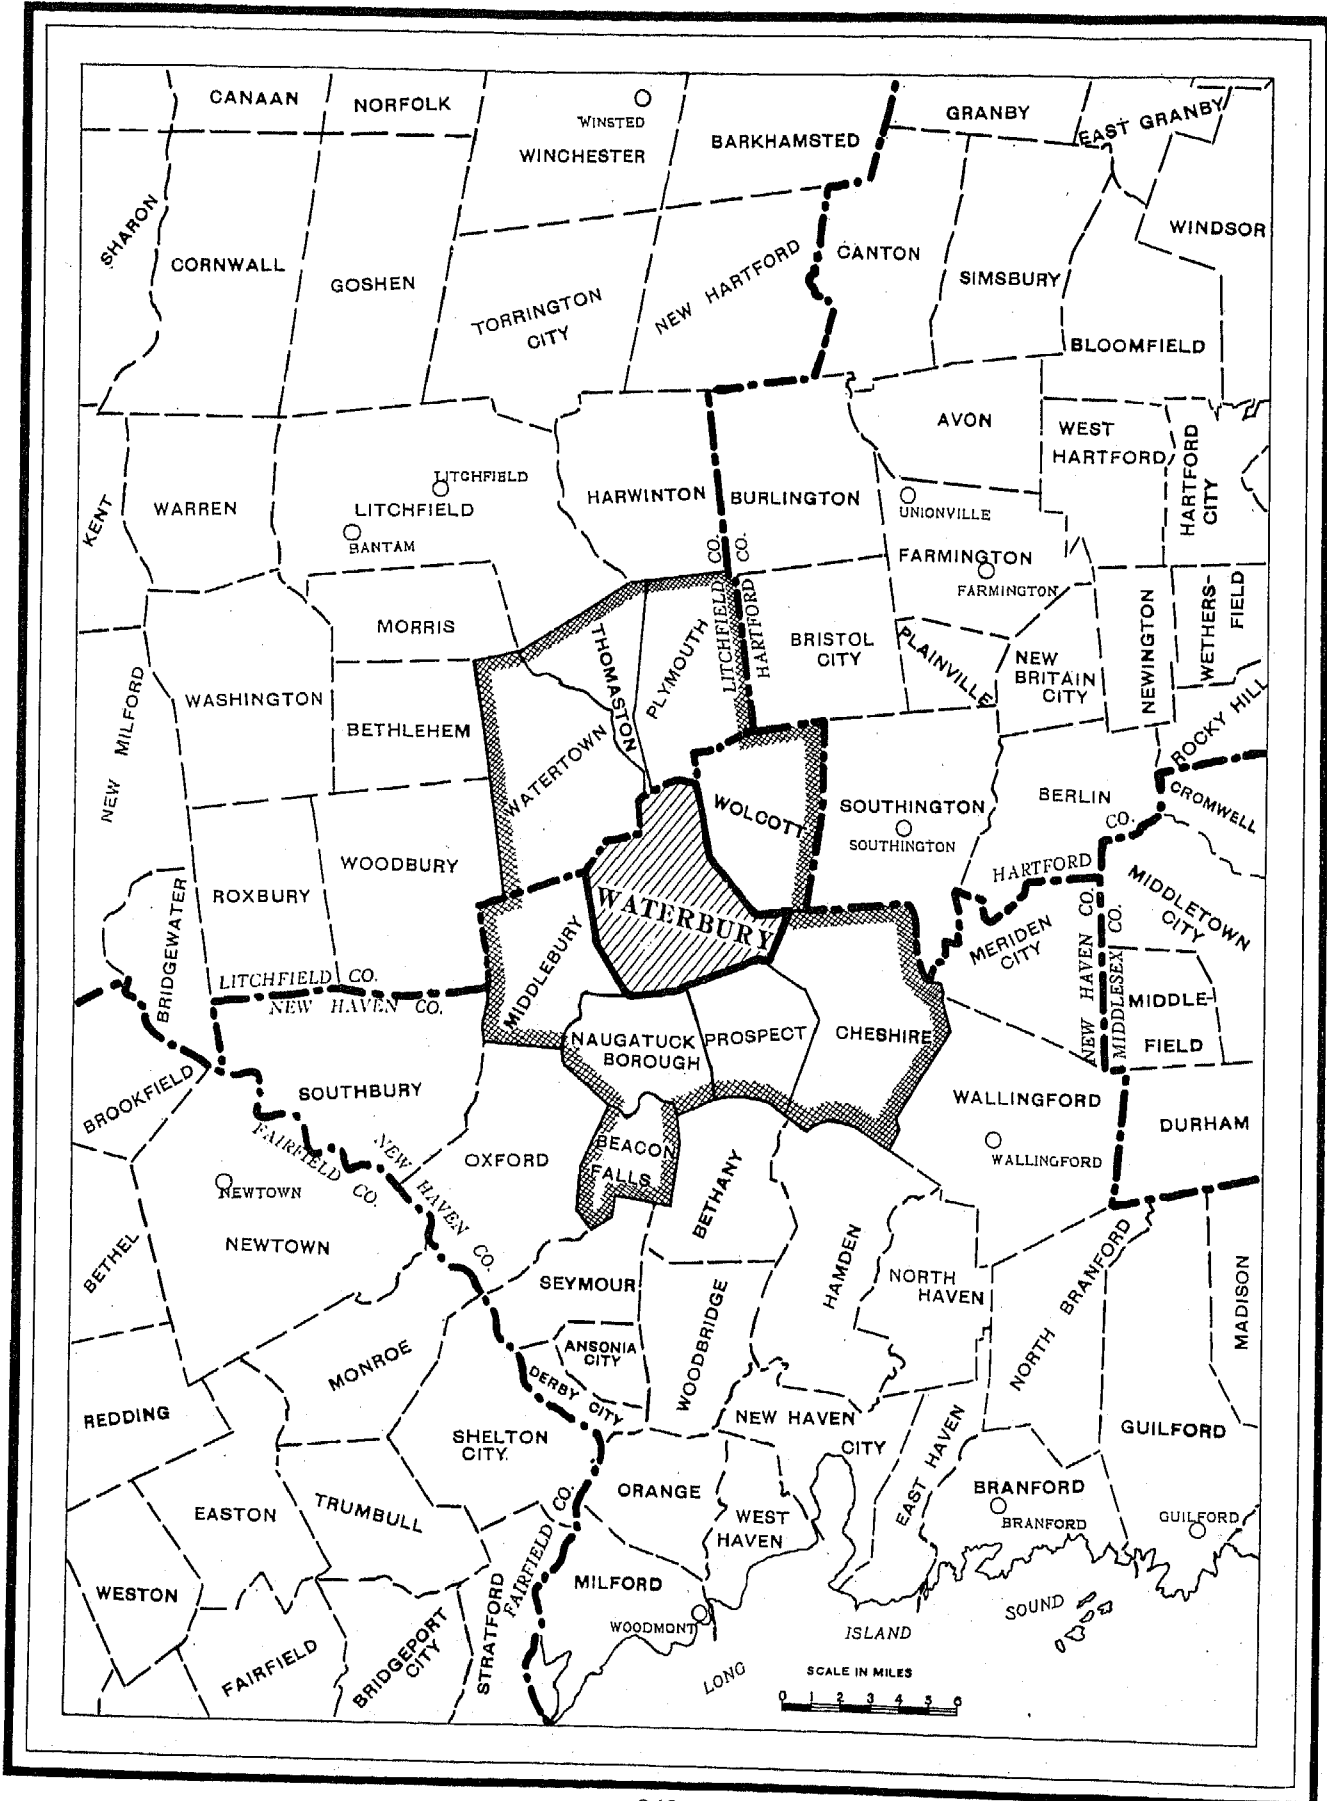 CANAAN
NORFOLK
WINSTED
WINCHESTER
BARKHAMSTED
GRANBY
EAST GRANBY
SHARON
CORNWALL
GOSHEN
TORRINGTON
CITY
NEW HARTFORD
CANTON
SIMSBURY
WINDSOR
BLOOMFIELD
KENT
WARREN
LITCHFIELD
LITCHFIELD
BANTAM
HARWINTON
BURLINGTON
AVON
WEST
HARTFORD
HARTFORD
CITY
UNIONVILLE
FARMINGTON
FARMINGTON
LITCHFIELD CO.
HARTFORD CO.
MORRIS
THOMASTON
PLYMOUTH
BRISTOL
CITY
PLAINVILLE
NEW
BRITAIN
CITY
NEWINGTON
WETHERS-
FIELD
NEW MILFORD
WASHINGTON
BETHLEHEM
WATERTOWN
WOLCOTT
SOUTHINGTON
SOUTHINGTON
BERLIN
ROCKY HILL
CROMWELL
ROXBURY
WOODBURY
WATERBURY
HARTFORD CO.
MIDDLETOWN
CITY
BRIDGEWATER
LITCHFIELD CO.
NEW HAVEN CO.
MIDDLEBURY
MERIDEN
CITY
NEW HAVEN CO.
MIDDLESEX CO.
MIDDLE-
FIELD
NAUGATUCK
BOROUGH
PROSPECT
CHESHIRE
BROOKFIELD
SOUTHBURY
WALLINGFORD
WALLINGFORD
DURHAM
FAIRFIELD CO.
NEW HAVEN CO.
OXFORD
BEACON
FALLS
BETHANY
NEWTOWN
NEWTOWN
BETHEL
SEYMOUR
HAMDEN
NORTH
HAVEN
NORTH BRANFORD
MADISON
MONROE
ANSONIA
CITY
DERBY CITY
WOODBRIDGE
REDDING
SHELTON
CITY.
NEW HAVEN
CITY
EAST HAVEN
GUILFORD
EASTON
TRUMBULL
ORANGE
WEST
HAVEN
BRANFORD
BRANFORD
GUILFORD
WESTON
FAIRFIELD CO.
MILFORD
WOODMONT
FAIRFIELD
BRIDGEPORT
CITY
STRATFORD
LONG
ISLAND
SOUND
SCALE IN MILES
0 1 2 3 4 5 6